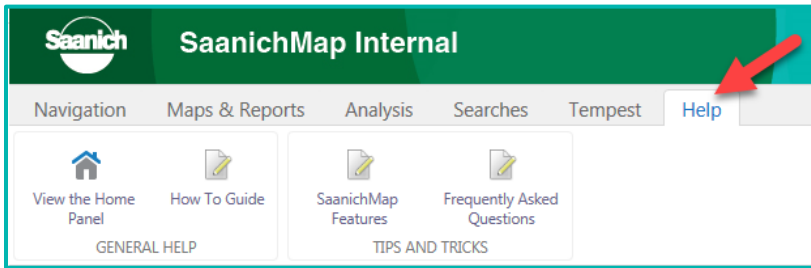 Saanich SaanichMap Internal
Navigation Maps & Reports Analysis Searches Tempest Help
View the Home Panel How To Guide SaanichMap Features Frequently Asked Questions
GENERAL HELP TIPS AND TRICKS